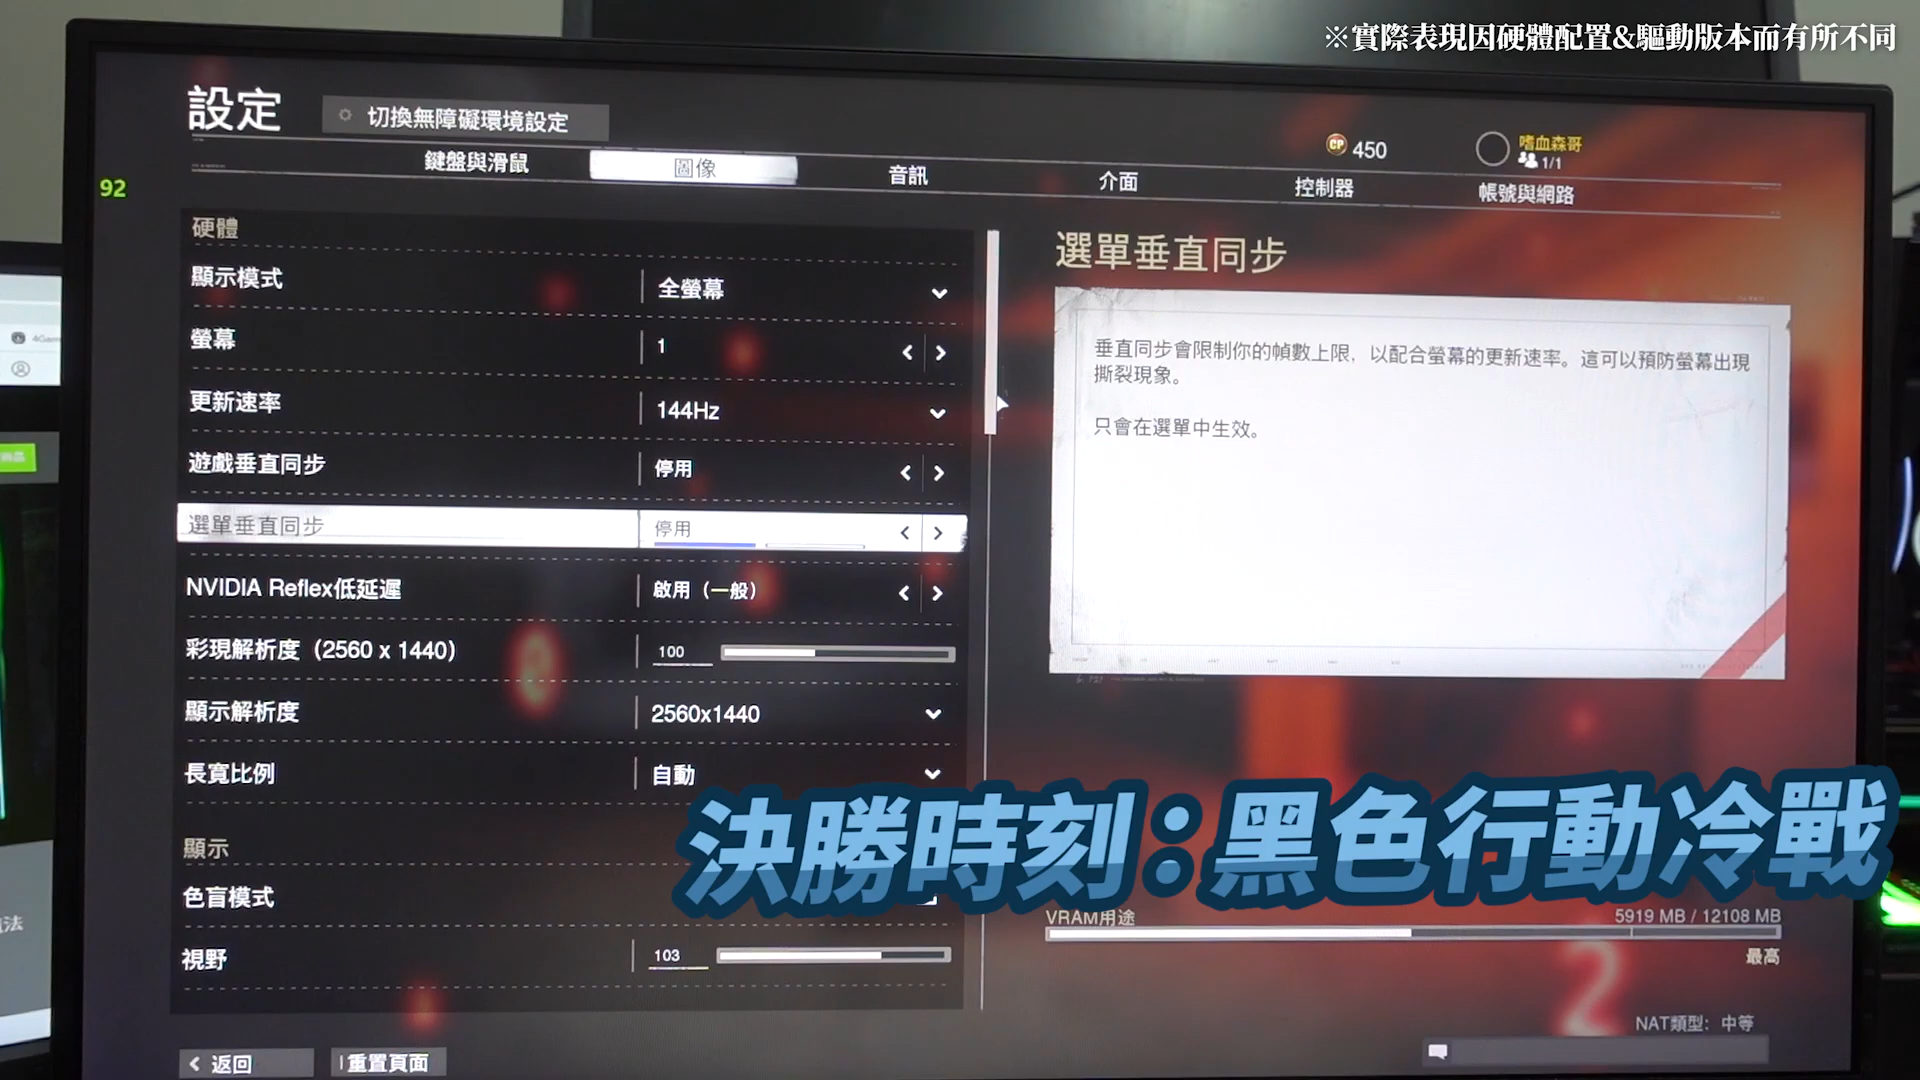 ※實際表現因硬體配置&驅動版本而有所不同
設定
切換無障礙環境設定
CP 450
嗜血森哥
1/1
鍵盤與滑鼠
圖像
音訊
介面
控制器
帳號與網路
92
硬體
顯示模式 全螢幕
螢幕 1
更新速率 144Hz
遊戲垂直同步 停用
選單垂直同步 停用
NVIDIA Reflex低延遲 啟用（一般）
彩現解析度（2560 x 1440） 100
顯示解析度 2560x1440
長寬比例 自動
顯示
色盲模式
視野 103
返回
重置頁面
選單垂直同步
垂直同步會限制你的幀數上限，以配合螢幕的更新速率。這可以預防螢幕出現
撕裂現象。
只會在選單中生效。
決勝時刻：黑色行動冷戰
VRAM用途 5919 MB / 12108 MB
最高
NAT類型：中等